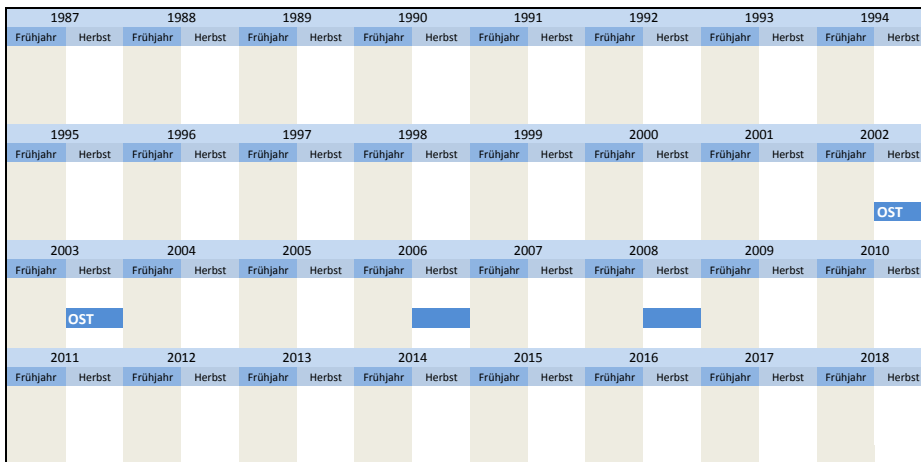 1987 1988 1989 1990 1991 1992 1993 1994
Frühjahr Herbst Frühjahr Herbst Frühjahr Herbst Frühjahr Herbst Frühjahr Herbst Frühjahr Herbst Frühjahr Herbst Frühjahr Herbst
1995 1996 1997 1998 1999 2000 2001 2002
Frühjahr Herbst Frühjahr Herbst Frühjahr Herbst Frühjahr Herbst Frühjahr Herbst Frühjahr Herbst Frühjahr Herbst Frühjahr Herbst
OST
2003 2004 2005 2006 2007 2008 2009 2010
Frühjahr Herbst Frühjahr Herbst Frühjahr Herbst Frühjahr Herbst Frühjahr Herbst Frühjahr Herbst Frühjahr Herbst Frühjahr Herbst
OST
2011 2012 2013 2014 2015 2016 2017 2018
Frühjahr Herbst Frühjahr Herbst Frühjahr Herbst Frühjahr Herbst Frühjahr Herbst Frühjahr Herbst Frühjahr Herbst Frühjahr Herbst